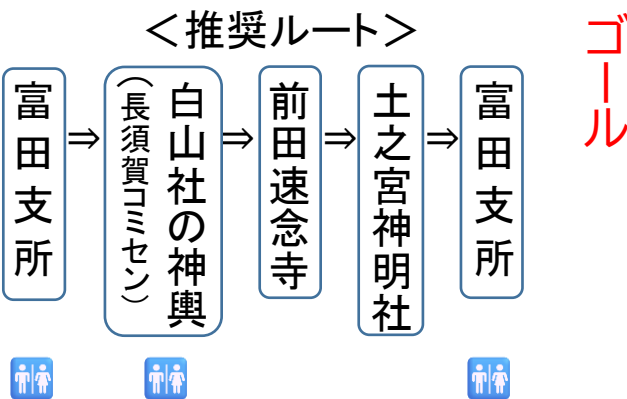 ＜推奨ルート＞
富田支所
⇒
白山社の神輿
（長須賀コミセン）
⇒
前田速念寺
⇒
土之宮神明社
⇒
富田支所
ゴール